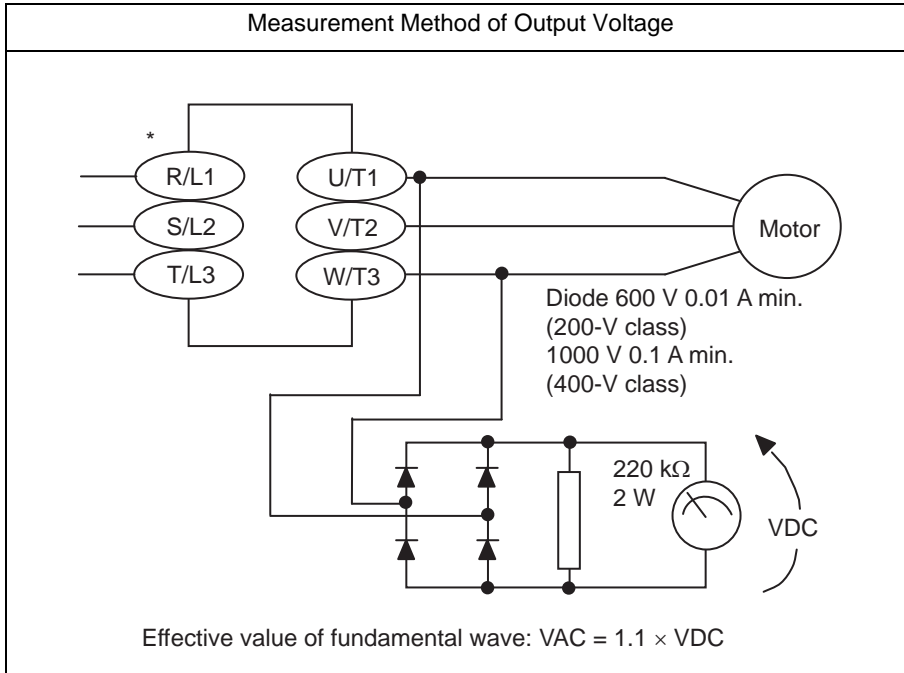 Measurement Method of Output Voltage
*
R/L1
U/T1
S/L2
V/T2
Motor
T/L3
W/T3
Diode 600 V 0.01 A min.
(200-V class)
1000 V 0.1 A min.
(400-V class)
220 kΩ
2 W
VDC
Effective value of fundamental wave: VAC = 1.1 × VDC